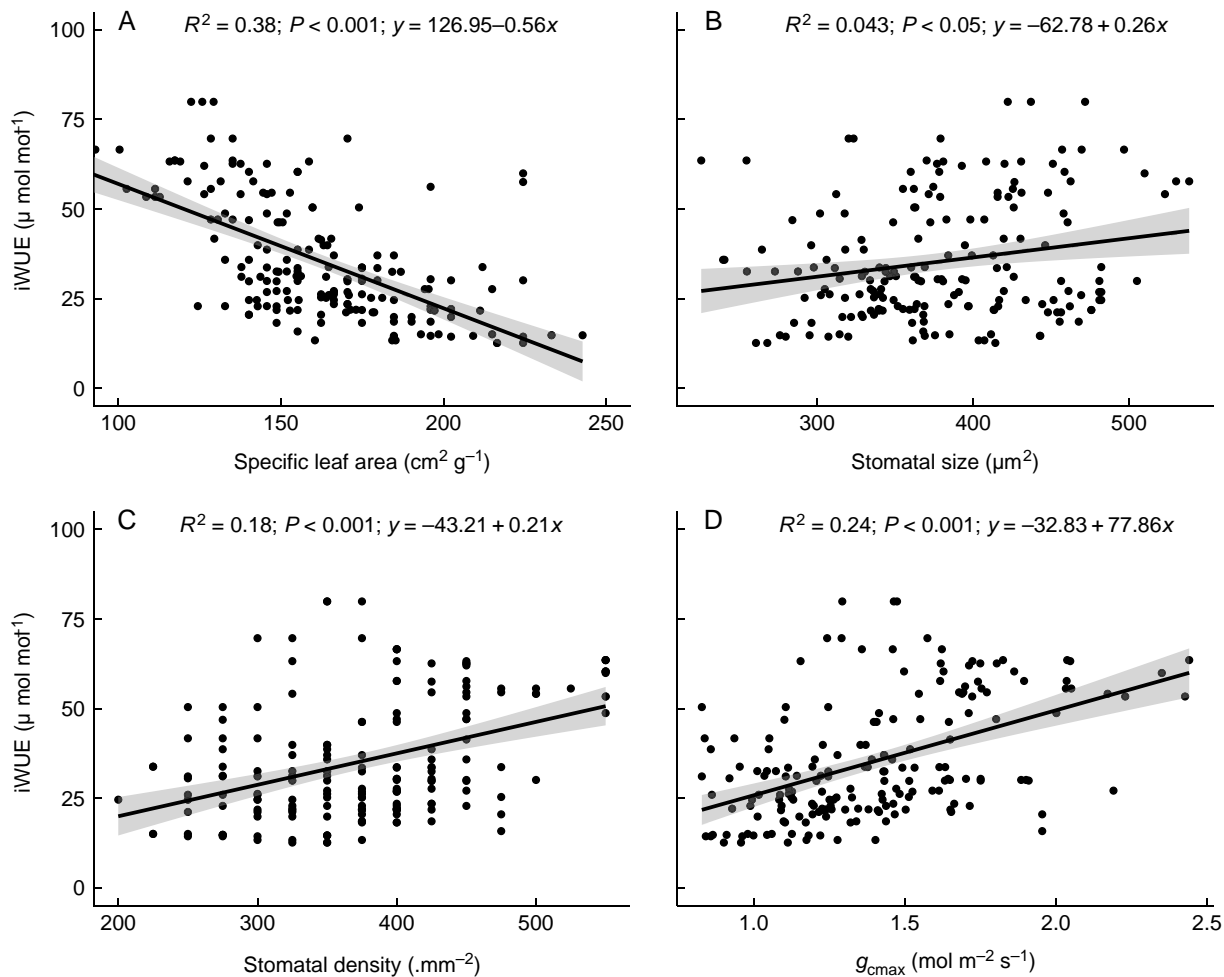 A
R² = 0.38; P < 0.001; y = 126.95–0.56x
100
75
50
25
0
iWUE (μ mol mot⁻¹)
100
150
200
250
Specific leaf area (cm² g⁻¹)
B
R² = 0.043; P < 0.05; y = –62.78 + 0.26x
300
400
500
Stomatal size (μm²)
C
R² = 0.18; P < 0.001; y = –43.21 + 0.21x
100
75
50
25
0
iWUE (μ mol mot⁻¹)
200
300
400
500
Stomatal density (.mm⁻²)
D
R² = 0.24; P < 0.001; y = –32.83 + 77.86x
1.0
1.5
2.0
2.5
gcmax (mol m⁻² s⁻¹)